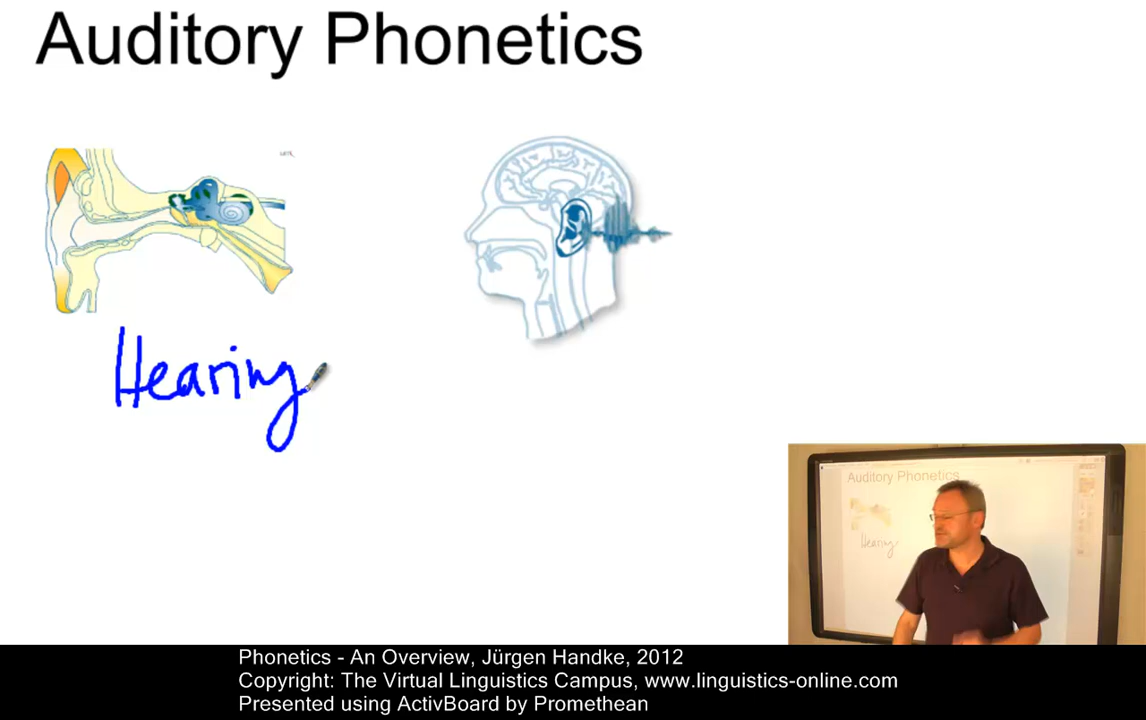 Auditory Phonetics
Hearing
Auditory Phonetics
Hearing
Phonetics - An Overview, Jürgen Handke, 2012
Copyright: The Virtual Linguistics Campus, www.linguistics-online.com
Presented using ActivBoard by Promethean